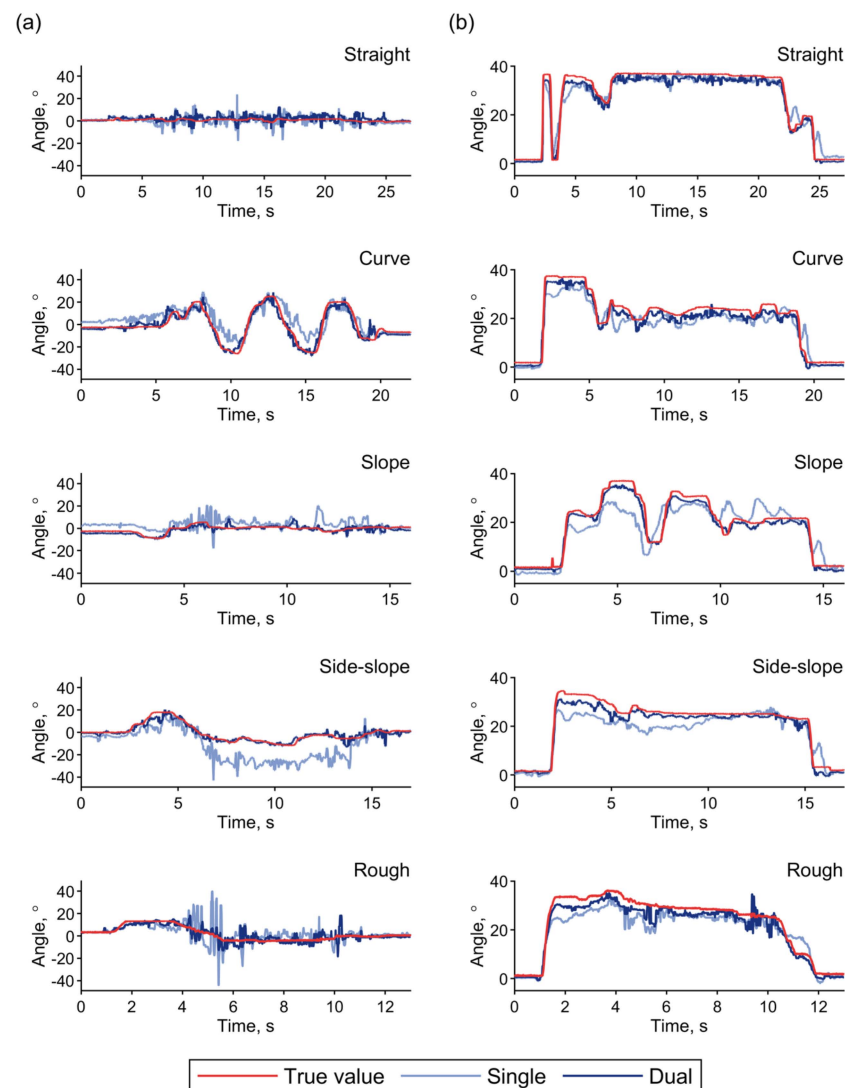 (a)
Straight
40
20
0
-20
-40
Angle, °
0 5 10 15 20 25
Time, s
Curve
40
20
0
-20
-40
Angle, °
0 5 10 15 20
Time, s
Slope
40
20
0
-20
-40
Angle, °
0 5 10 15
Time, s
Side-slope
40
20
0
-20
-40
Angle, °
0 5 10 15
Time, s
Rough
40
20
0
-20
-40
Angle, °
0 2 4 6 8 10 12
Time, s
(b)
Straight
40
20
0
Angle, °
0 5 10 15 20 25
Time, s
Curve
40
20
0
Angle, °
0 5 10 15 20
Time, s
Slope
40
20
0
Angle, °
0 5 10 15
Time, s
Side-slope
40
20
0
Angle, °
0 5 10 15
Time, s
Rough
40
20
0
Angle, °
0 2 4 6 8 10 12
Time, s
True value Single Dual